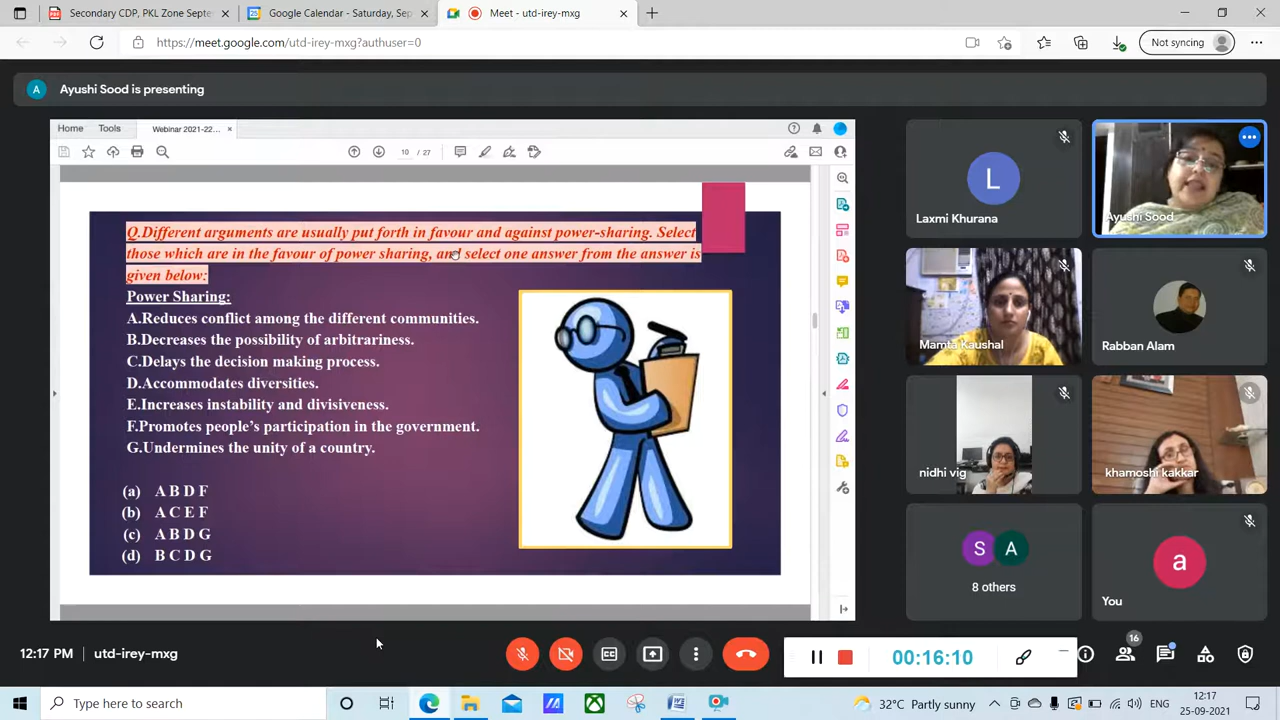 Secondary CDP, PKL Zone Septe
Google Calendar - Saturday, Sep
Meet - utd-irey-mxg
https://meet.google.com/utd-irey-mxg?authuser=0
Not syncing
A
Ayushi Sood is presenting
Home
Tools
Webinar 2021-22...
10 / 27
Q.Different arguments are usually put forth in favour and against power-sharing. Select
those which are in the favour of power sharing, and select one answer from the answer is
given below:
Power Sharing:
A.Reduces conflict among the different communities.
B.Decreases the possibility of arbitrariness.
C.Delays the decision making process.
D.Accommodates diversities.
E.Increases instability and divisiveness.
F.Promotes people's participation in the government.
G.Undermines the unity of a country.
(a) A B D F
(b) A C E F
(c) A B D G
(d) B C D G
L
Laxmi Khurana
Ayushi Sood
Mamta Kaushal
Rabban Alam
nidhi vig
khamoshi kakkar
S A
8 others
a
You
12:17 PM
utd-irey-mxg
00:16:10
16
Type here to search
32°C Partly sunny
ENG
12:17
25-09-2021